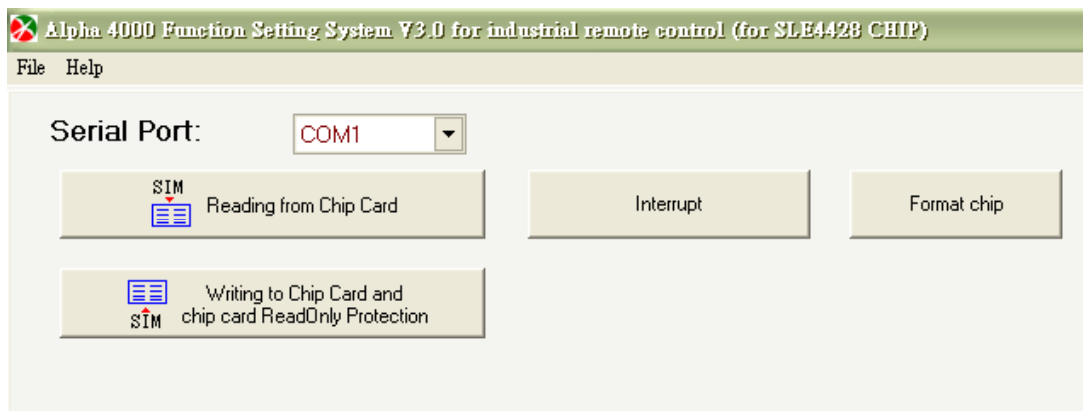 Alpha 4000 Function Setting System V3.0 for industrial remote control (for SLE4428 CHIP)
File Help
Serial Port: COM1
SIM
Reading from Chip Card
Interrupt
Format chip
Writing to Chip Card and
SIM chip card ReadOnly Protection